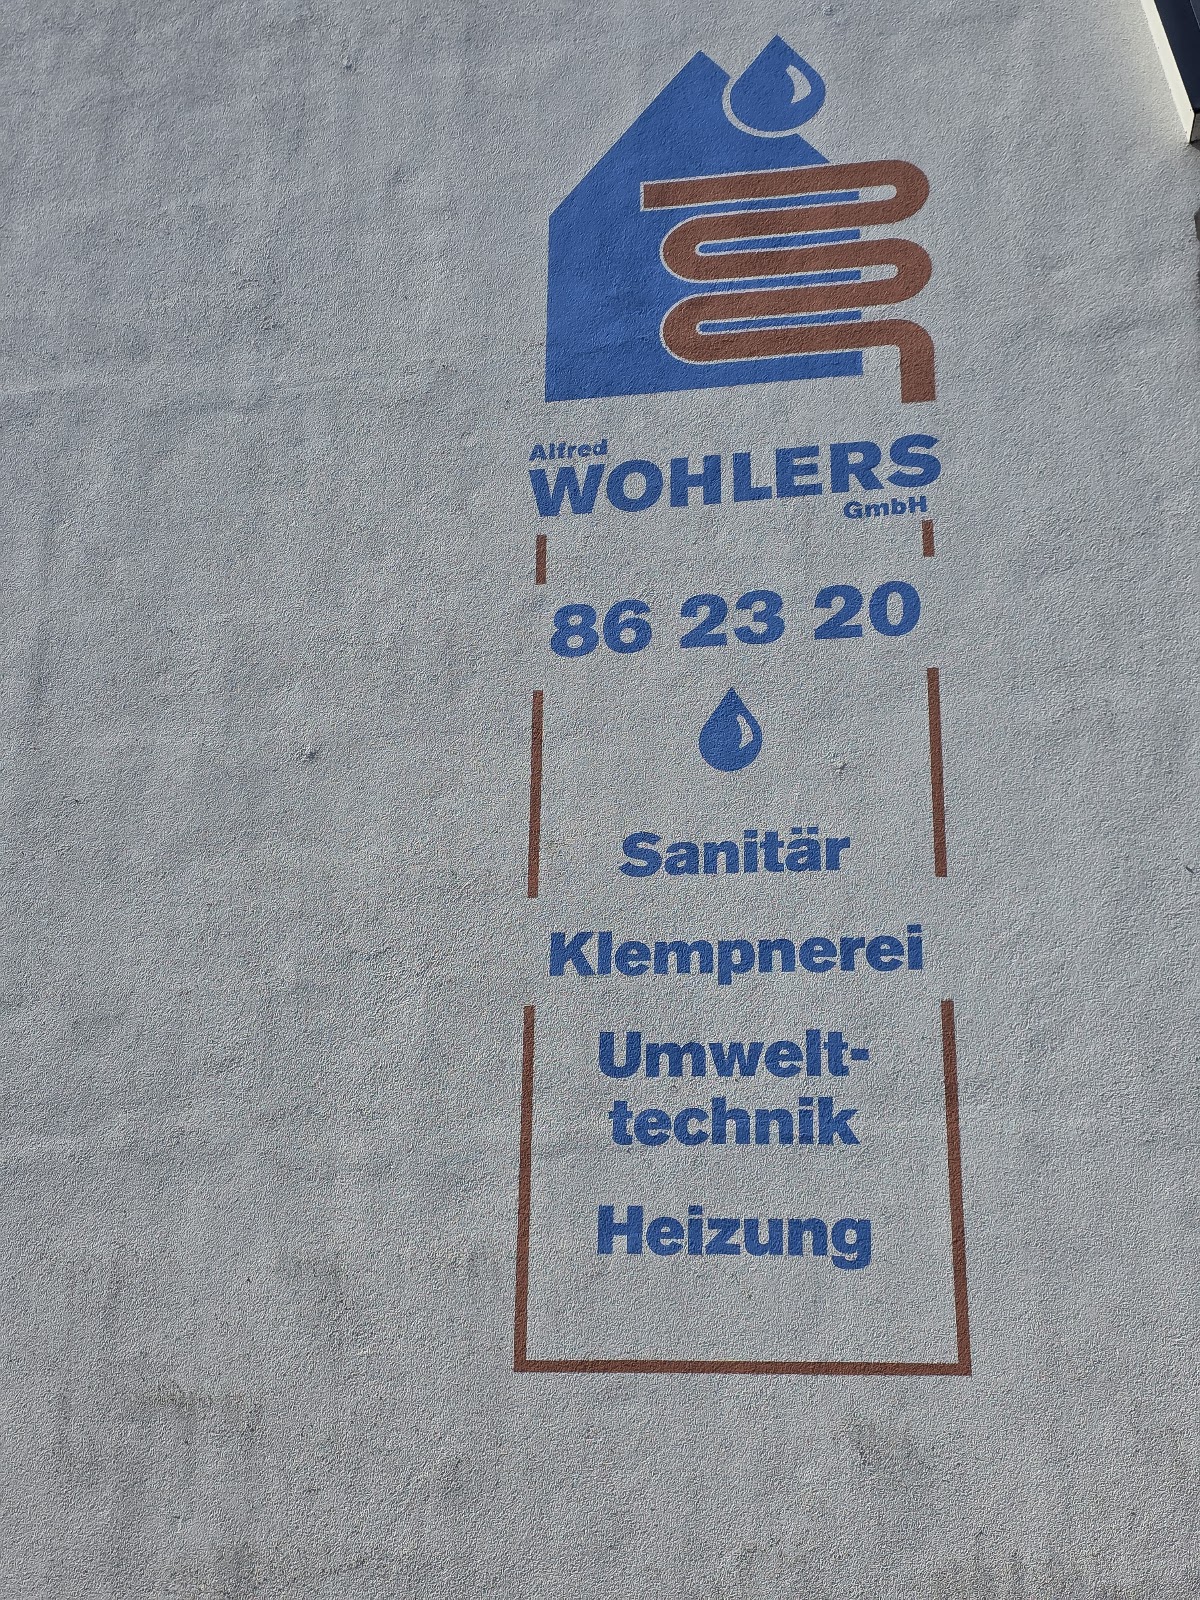 Alfred
WOHLERS
GmbH
86 23 20
Sanitär
Klempnerei
Umwelt-
technik
Heizung